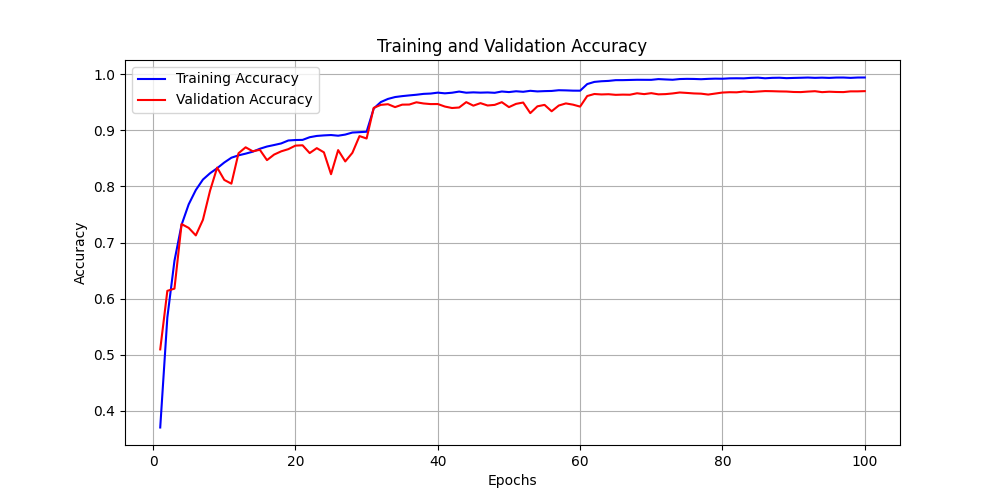 Training and Validation Accuracy
Training Accuracy
Validation Accuracy
1.0
0.9
0.8
0.7
0.6
0.5
0.4
Accuracy
0 20 40 60 80 100
Epochs